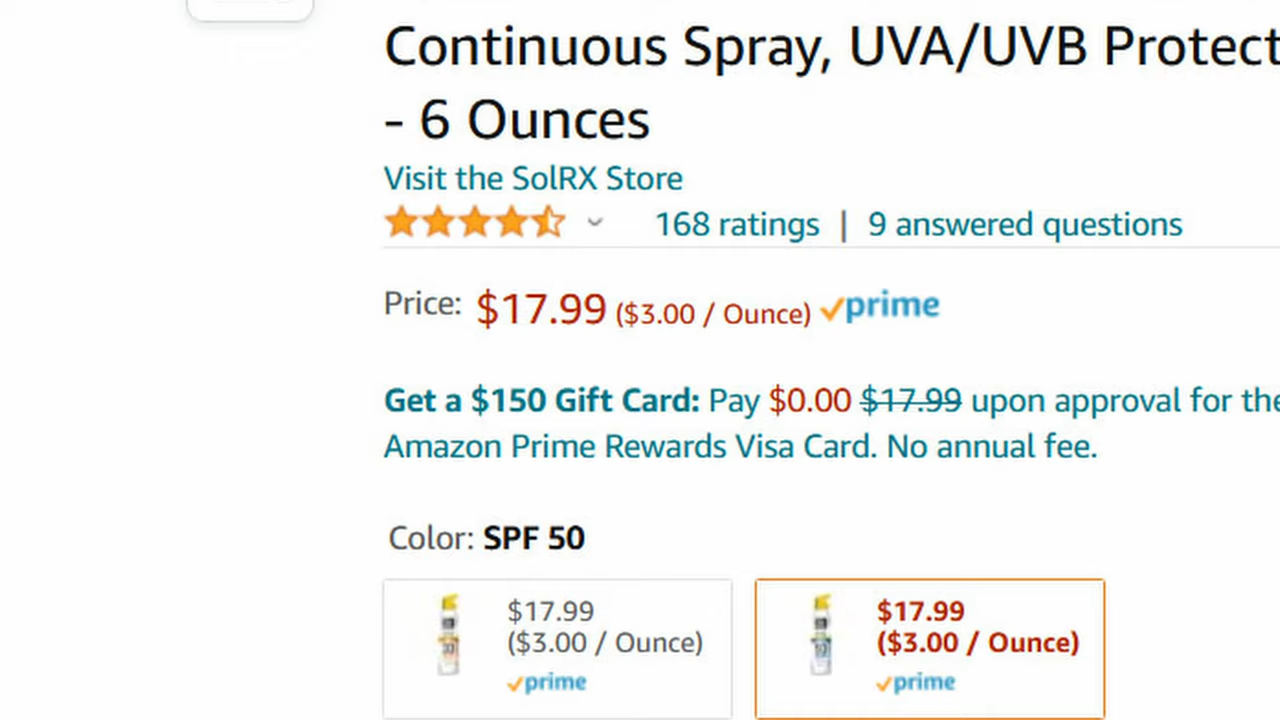 Continuous Spray, UVA/UVB Protect
- 6 Ounces
Visit the SolRX Store
168 ratings | 9 answered questions
Price: $17.99 ($3.00 / Ounce) prime
Get a $150 Gift Card: Pay $0.00 $17.99 upon approval for the
Amazon Prime Rewards Visa Card. No annual fee.
Color: SPF 50
$17.99
($3.00 / Ounce)
prime
$17.99
($3.00 / Ounce)
prime